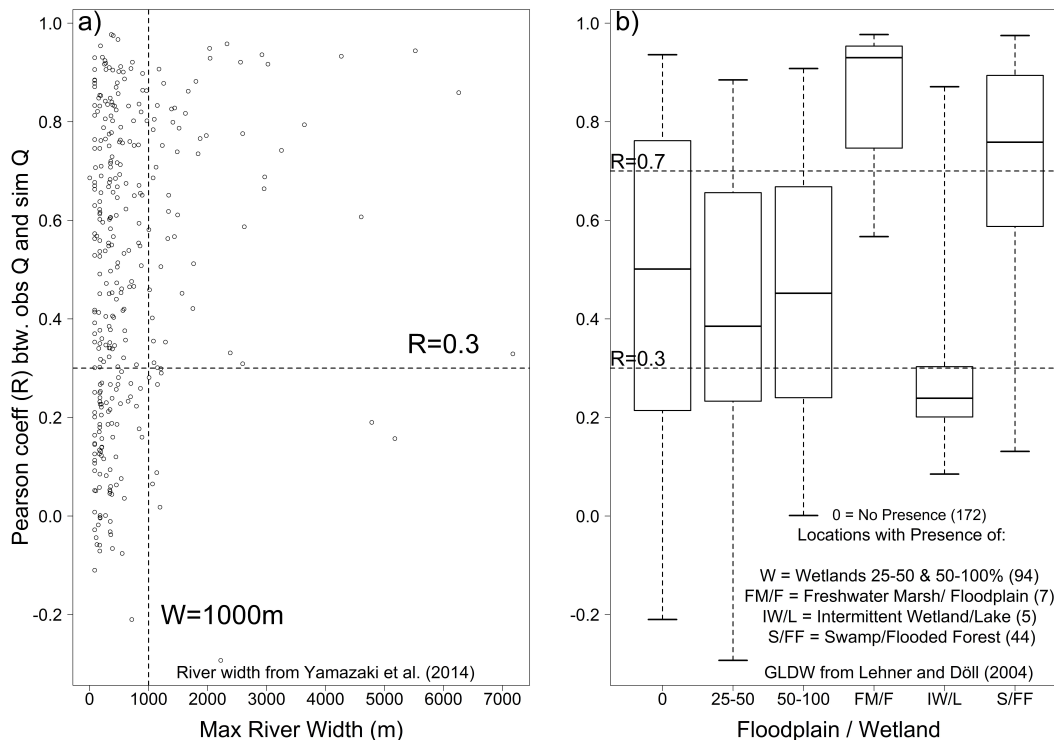 a)
Pearson coeff (R) btw. obs Q and sim Q
1.0
0.8
0.6
0.4
0.2
0.0
-0.2
R=0.3
W=1000m
River width from Yamazaki et al. (2014)
0 1000 2000 3000 4000 5000 6000 7000
Max River Width (m)
b)
1.0
0.8
0.6
0.4
0.2
0.0
-0.2
R=0.7
R=0.3
0 = No Presence (172)
Locations with Presence of:
W = Wetlands 25-50 & 50-100% (94)
FM/F = Freshwater Marsh/ Floodplain (7)
IW/L = Intermittent Wetland/Lake (5)
S/FF = Swamp/Flooded Forest (44)
GLDW from Lehner and Döll (2004)
0 25-50 50-100 FM/F IW/L S/FF
Floodplain / Wetland